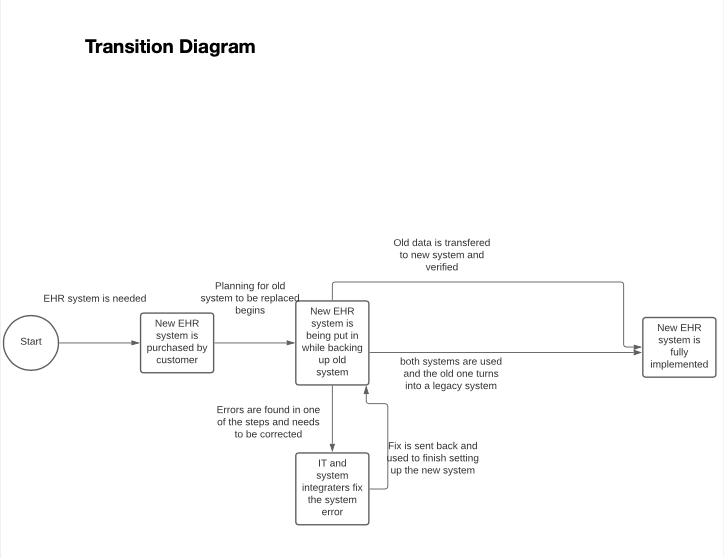 Transition Diagram
Old data is transfered
to new system and
verified
EHR system is needed
Planning for old
system to be replaced
begins
Start
New EHR
system is
purchased by
customer
New EHR
system is
being put in
while backing
up old
system
New EHR
system is
fully
implemented
both systems are used
and the old one turns
into a legacy system
Errors are found in one
of the steps and needs
to be corrected
Fix is sent back and
used to finish setting
up the new system
IT and
system
integraters fix
the system
error